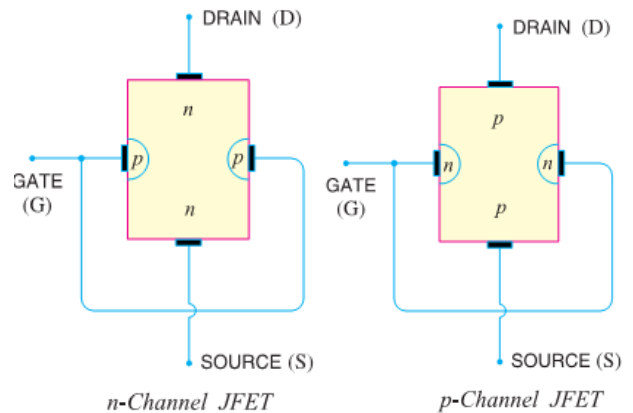 DRAIN (D)
n
p
p
n
GATE
(G)
SOURCE (S)
n-Channel JFET
DRAIN (D)
p
n
n
p
GATE
(G)
SOURCE (S)
p-Channel JFET